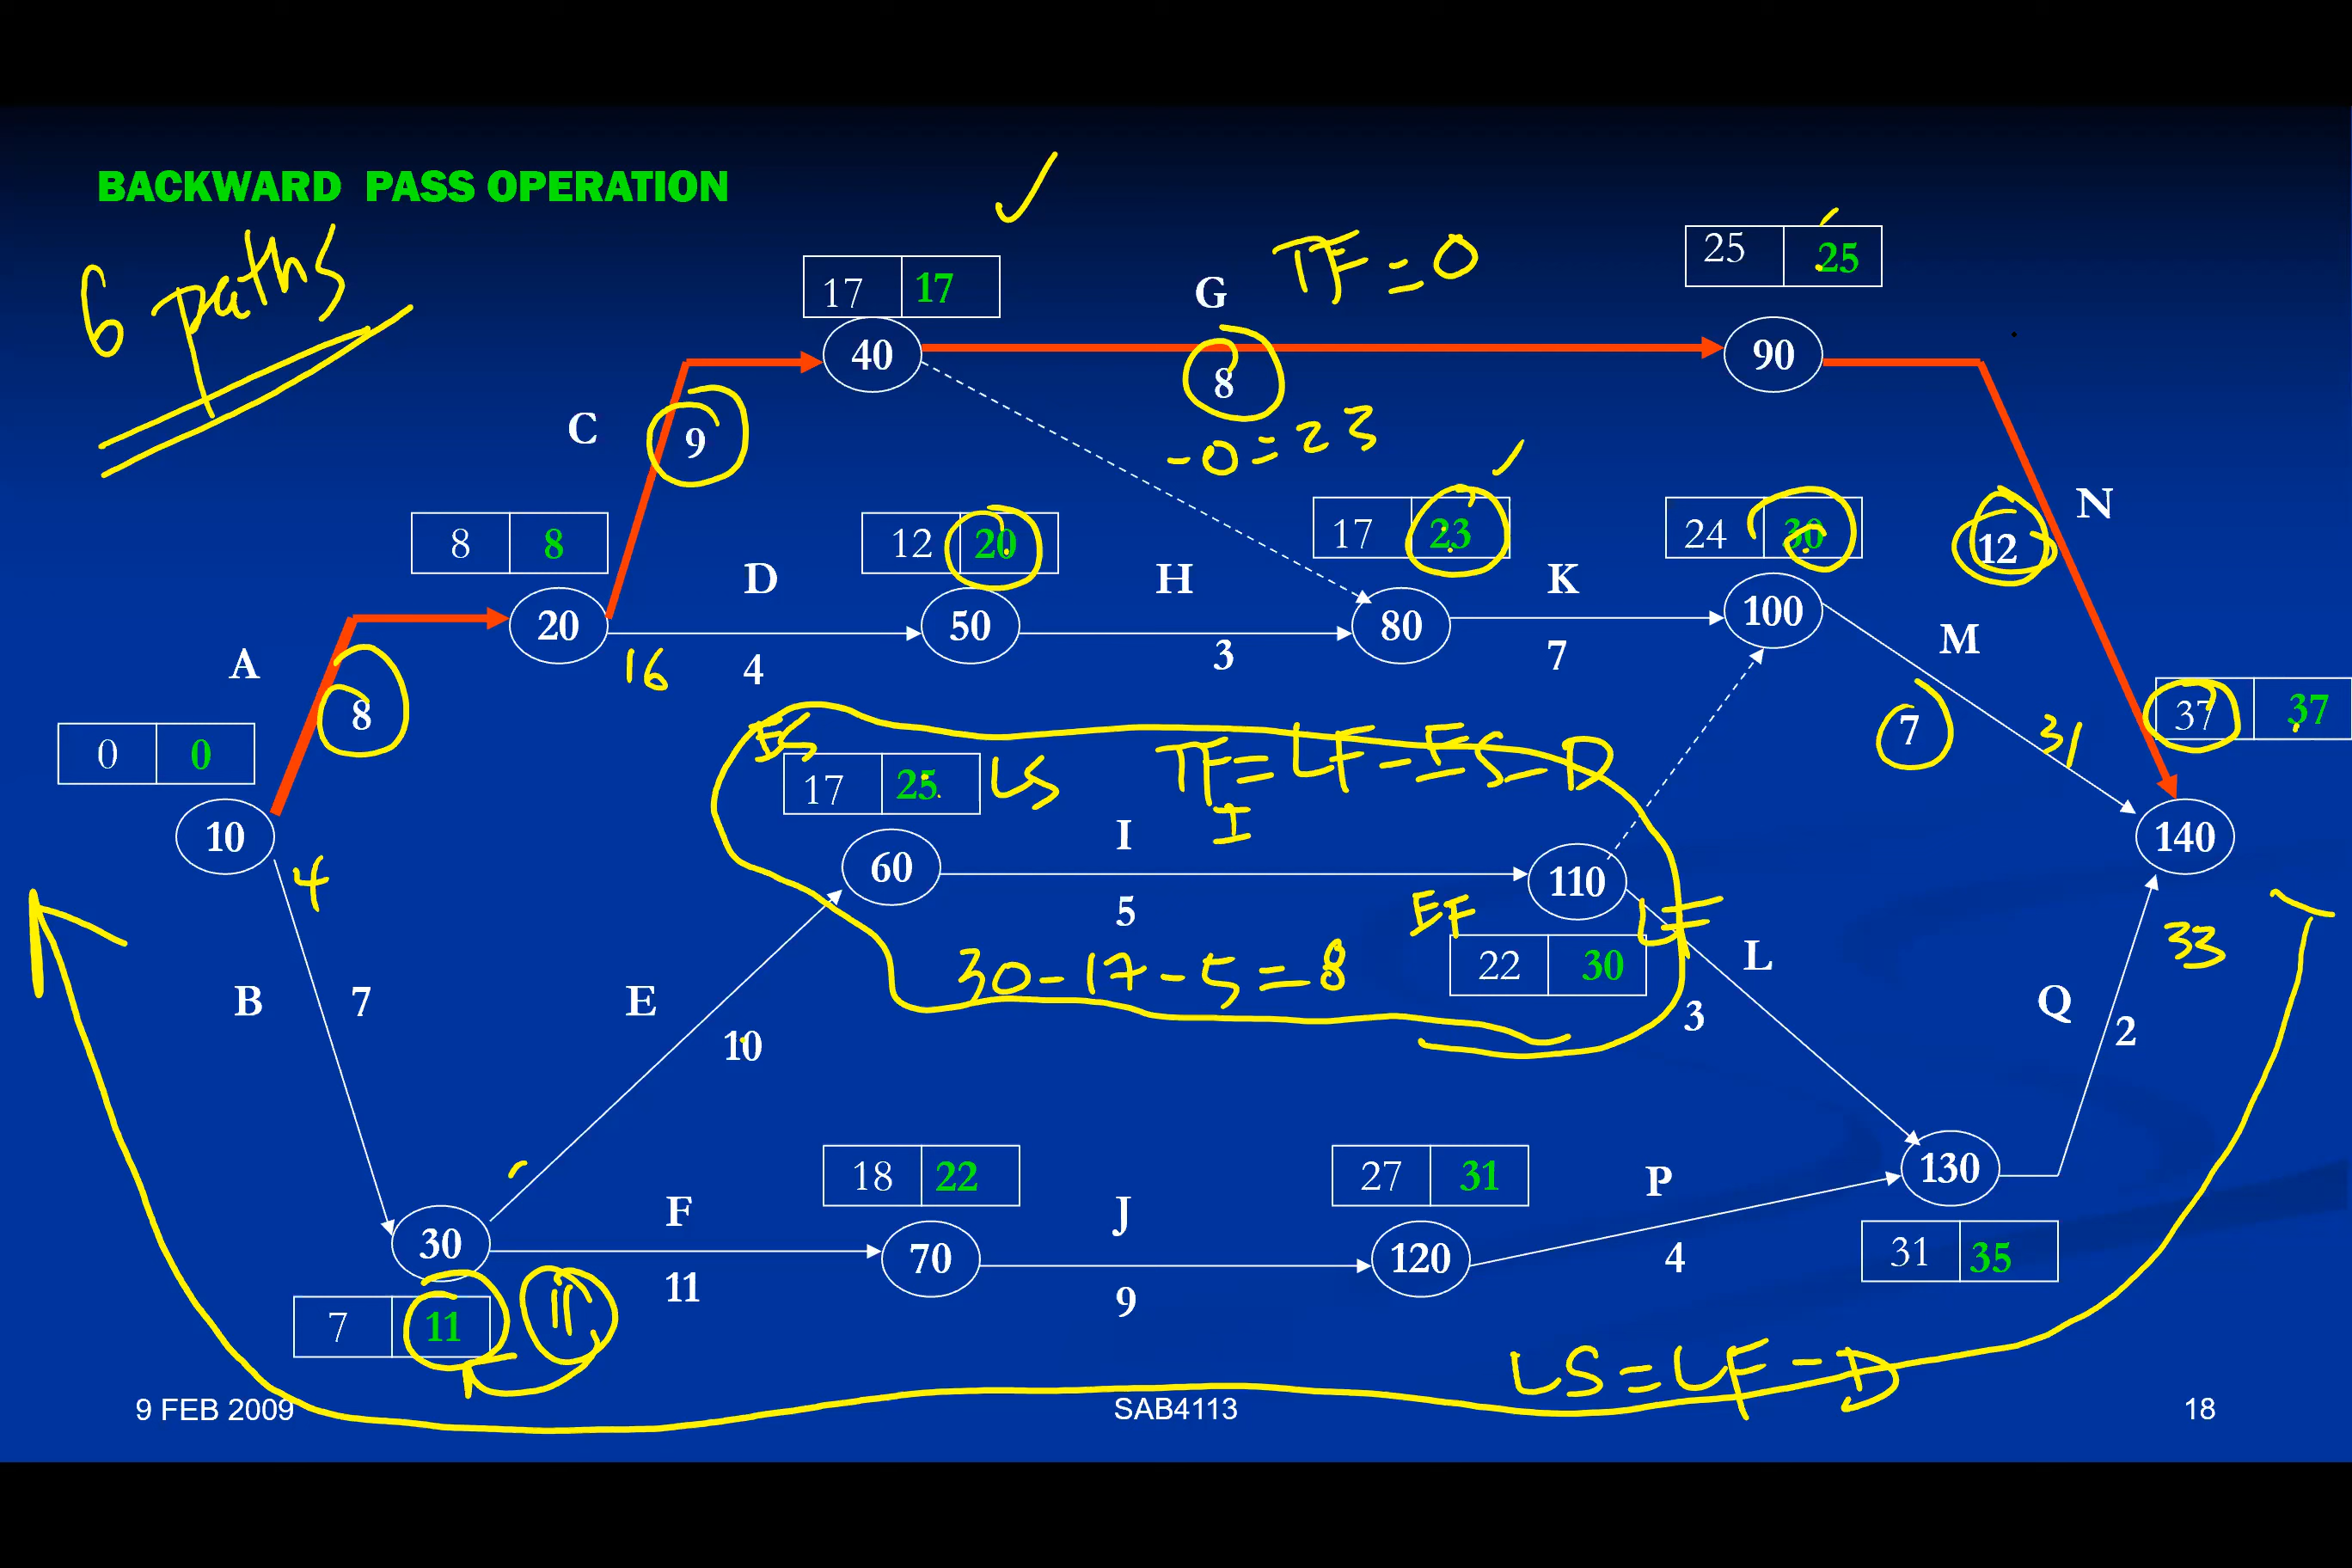 BACKWARD PASS OPERATION
6 paths
17 17
G
TF = 0
25 25
40
8
90
C
9
-0=23
N
8 8
12 20
17 23
24 30
12
D
H
K
20
50
80
100
M
A
16
4
3
7
8
7
31
37 37
0 0
ES
17 25
LS
TF = LF - ES - D
I
10
I
60
110
140
4
5
EF
LF
33
B
7
E
30-17-5=8
22 30
L
Q
10
3
2
18 22
27 31
P
130
30
F
J
70
120
4
31 35
11
9
7 11
11
LS = LF - D
9 FEB 2009
SAB4113
18